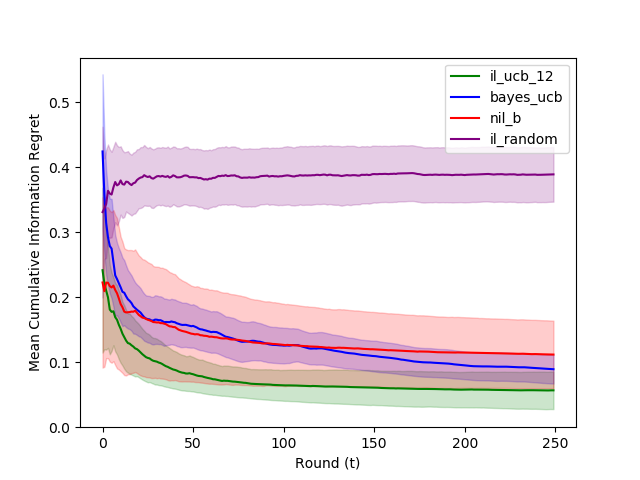 il_ucb_12
bayes_ucb
nil_b
il_random
Mean Cumulative Information Regret
0.5
0.4
0.3
0.2
0.1
0.0
0
50
100
150
200
250
Round (t)